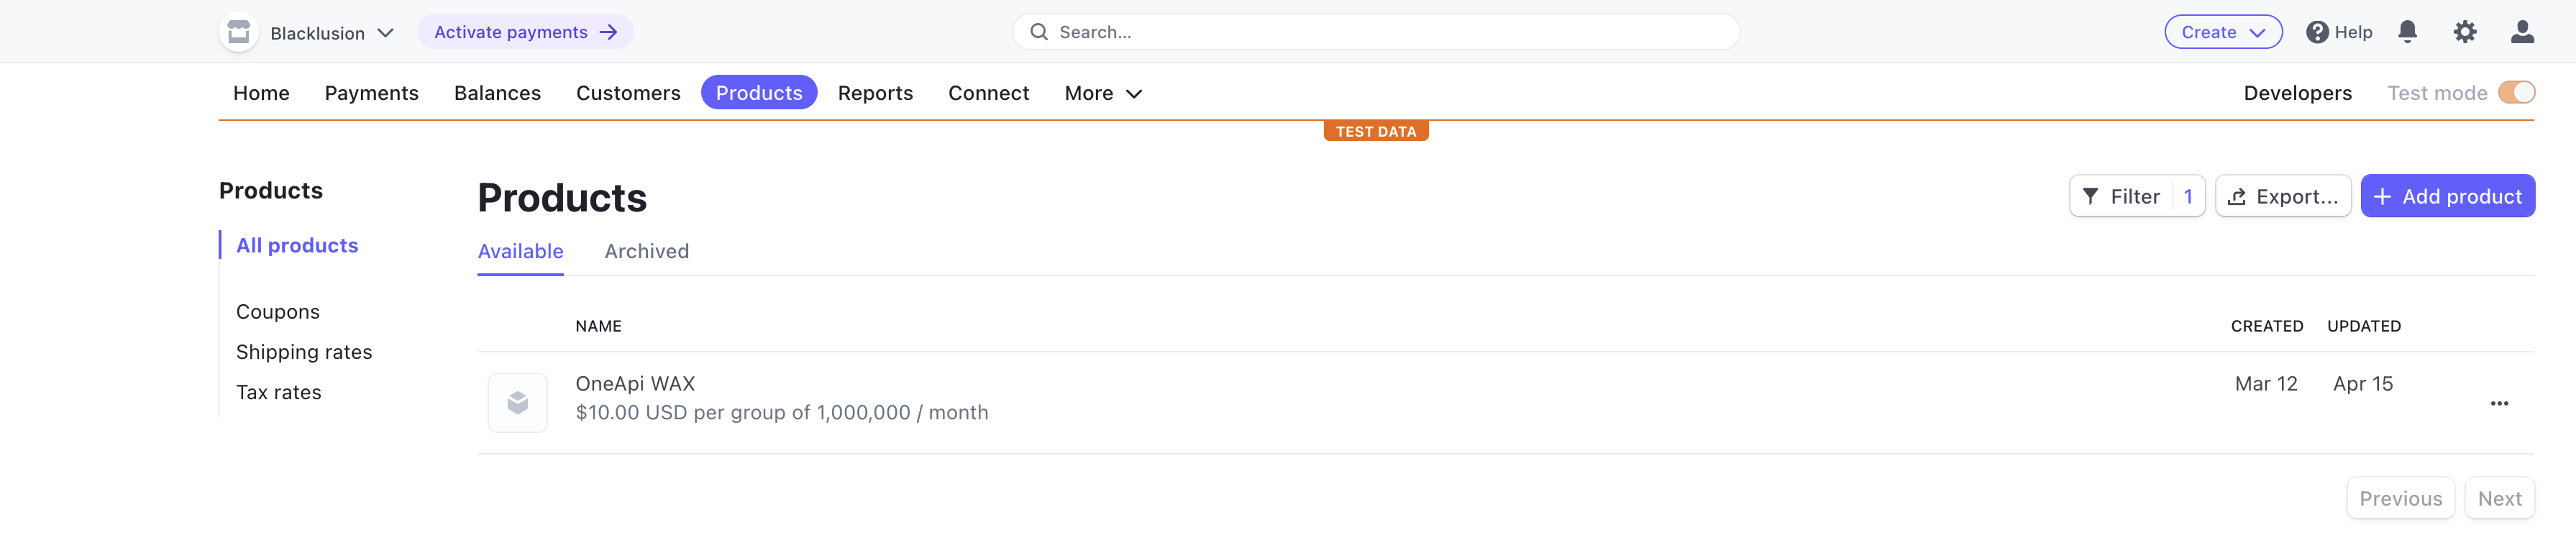 Blacklusion
Activate payments
Search...
Create
Help
Home
Payments
Balances
Customers
Products
Reports
Connect
More
Developers
Test mode
TEST DATA
Products
All products
Coupons
Shipping rates
Tax rates
Products
Filter 1
Export...
Add product
Available
Archived
NAME
CREATED
UPDATED
OneApi WAX
$10.00 USD per group of 1,000,000 / month
Mar 12
Apr 15
Previous
Next